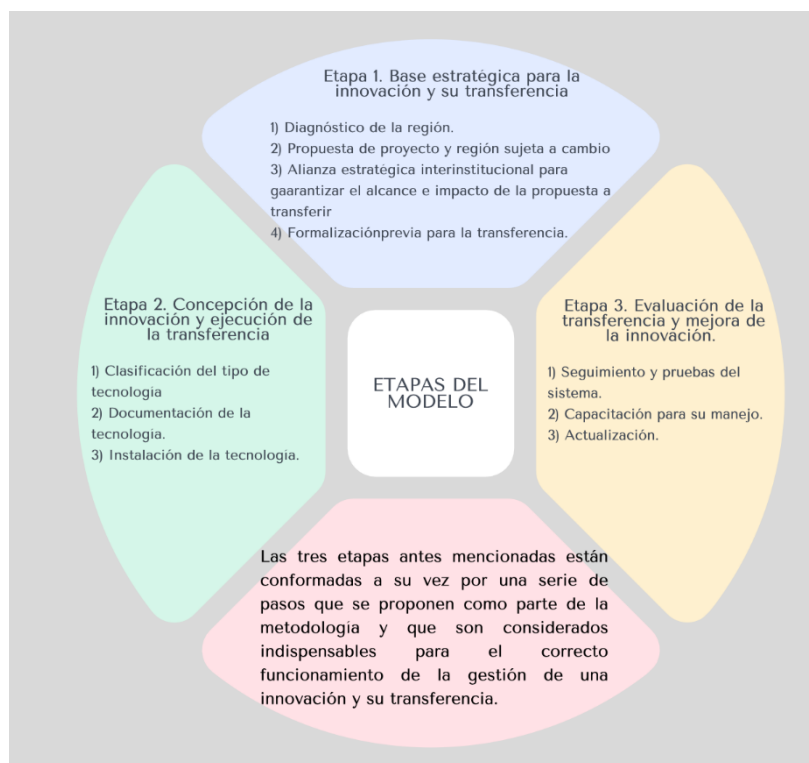 Etapa 1. Base estratégica para la
innovación y su transferencia
1) Diagnóstico de la región.
2) Propuesta de proyecto y región sujeta a cambio
3) Alianza estratégica interinstitucional para
gaarantizar el alcance e impacto de la propuesta a
transferir
4) Formalizaciónprevia para la transferencia.
Etapa 2. Concepción de la
innovación y ejecución de
la transferencia
1) Clasificación del tipo de
tecnología
2) Documentación de la
tecnología.
3) Instalación de la tecnología.
ETAPAS DEL
MODELO
Etapa 3. Evaluación de la
transferencia y mejora de
la innovación.
1) Seguimiento y pruebas del
sistema.
2) Capacitación para su manejo.
3) Actualización.
Las tres etapas antes mencionadas están
conformadas a su vez por una serie de
pasos que se proponen como parte de la
metodología y que son considerados
indispensables para el correcto
funcionamiento de la gestión de una
innovación y su transferencia.